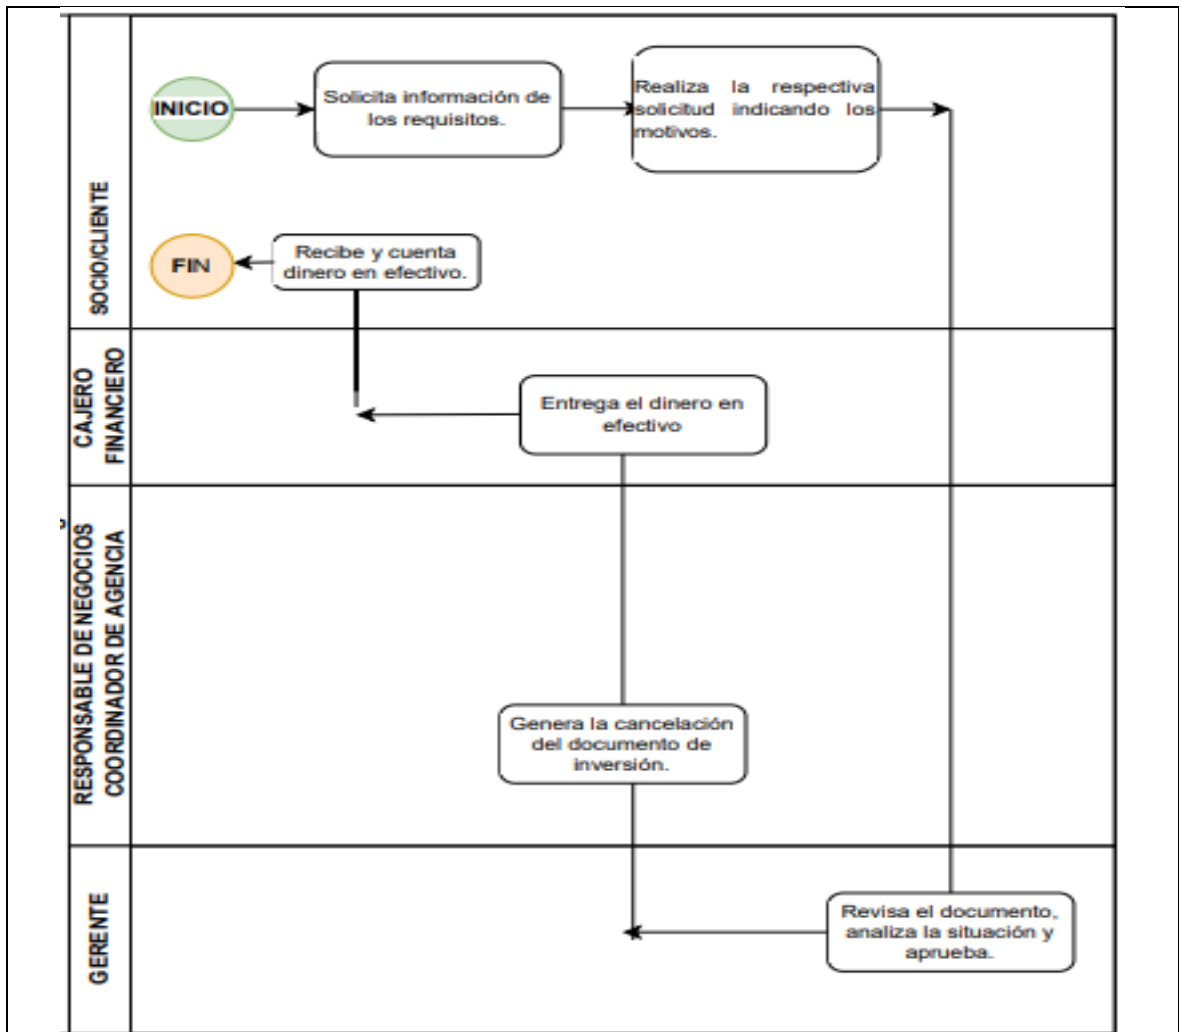 SOCIO/CLIENTE
INICIO
Solicita información de
los requisitos.
Realiza la respectiva
solicitud indicando los
motivos.
FIN
Recibe y cuenta
dinero en efectivo.
CAJERO
FINANCIERO
Entrega el dinero en
efectivo
RESPONSABLE DE NEGOCIOS
COORDINADOR DE AGENCIA
Genera la cancelación
del documento de
inversión.
GERENTE
Revisa el documento,
analiza la situación y
aprueba.